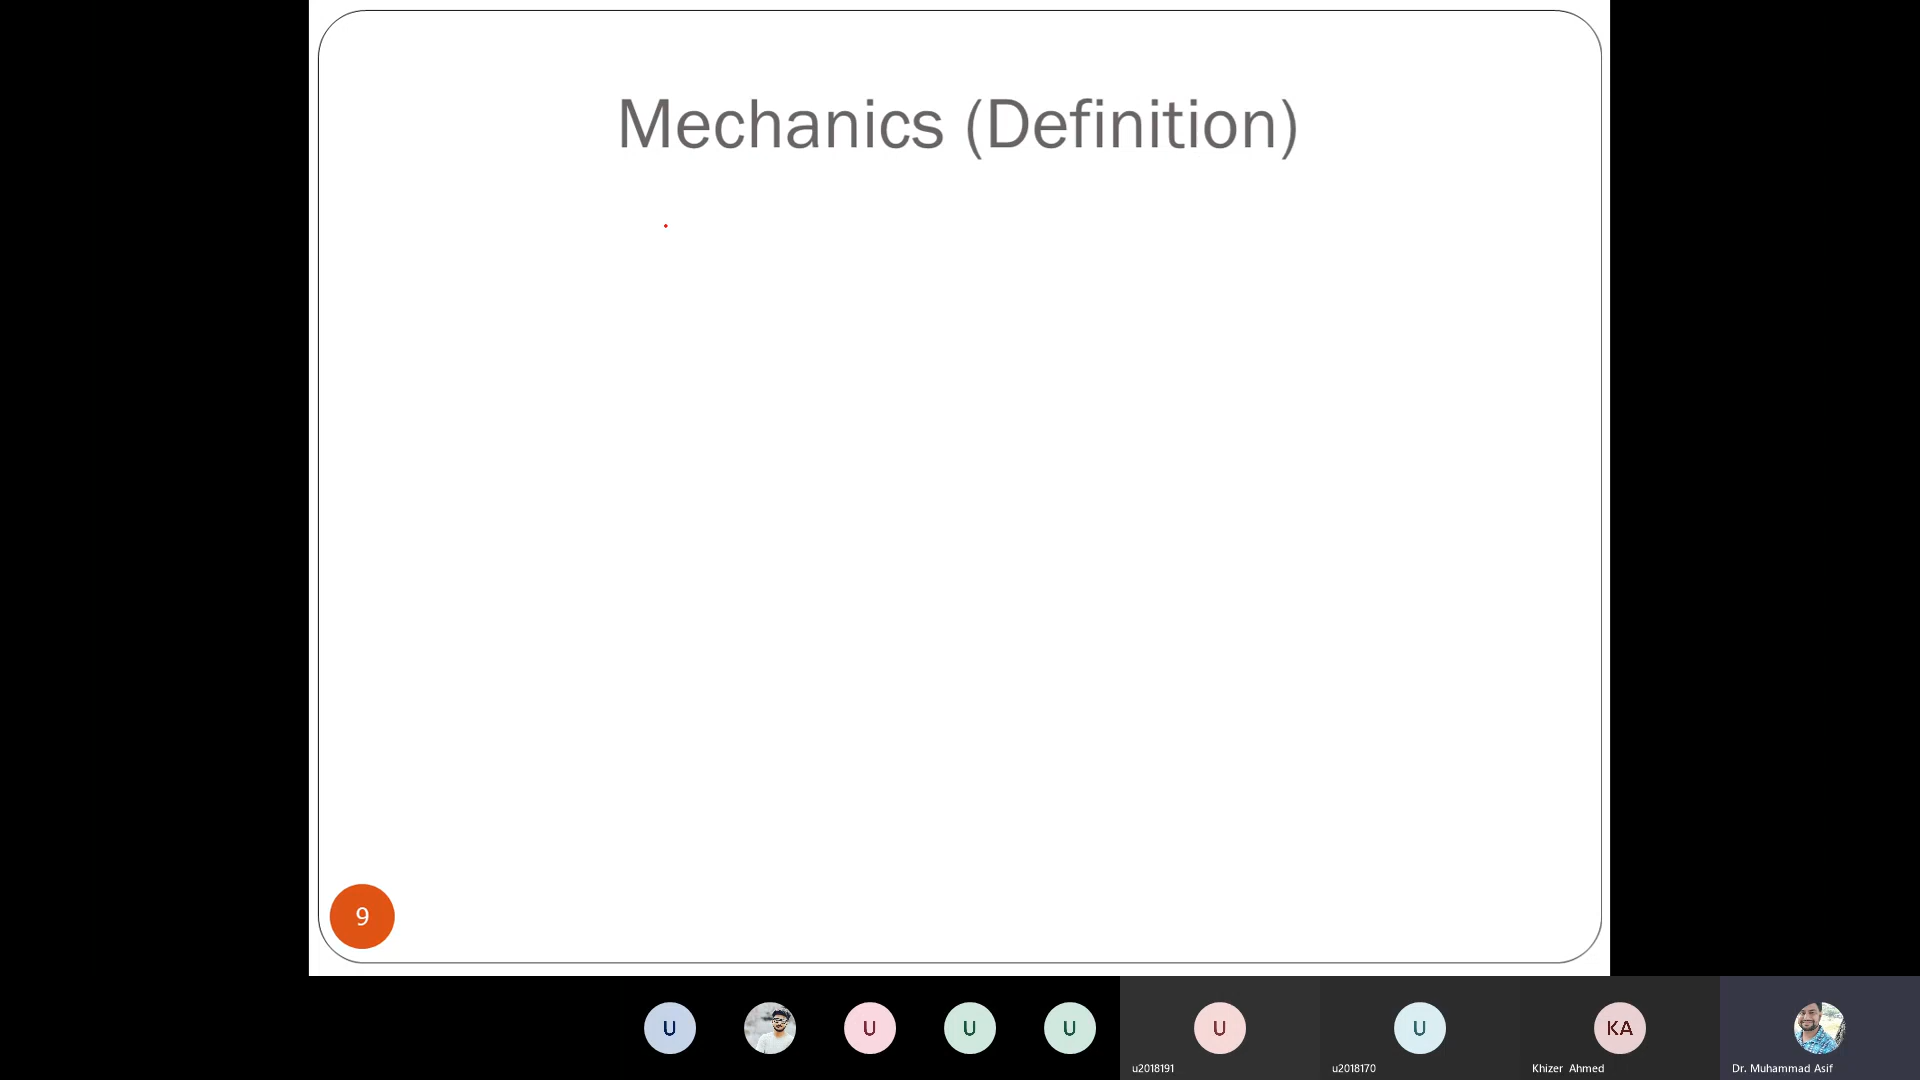 Mechanics (Definition)
9
U
U
U
U
U
U
KA
u2018191
u2018170
Khizer Ahmed
Dr. Muhammad Asif